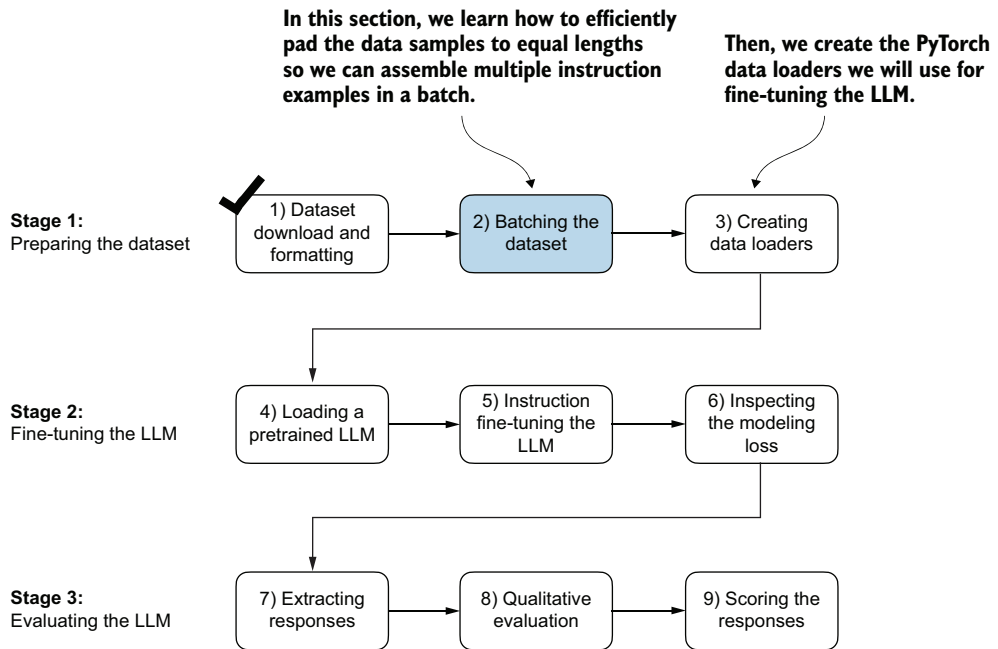 In this section, we learn how to efficiently
pad the data samples to equal lengths
so we can assemble multiple instruction
examples in a batch.
Then, we create the PyTorch
data loaders we will use for
fine-tuning the LLM.
Stage 1:
Preparing the dataset
1) Dataset
download and
formatting
2) Batching the
dataset
3) Creating
data loaders
Stage 2:
Fine-tuning the LLM
4) Loading a
pretrained LLM
5) Instruction
fine-tuning the
LLM
6) Inspecting
the modeling
loss
Stage 3:
Evaluating the LLM
7) Extracting
responses
8) Qualitative
evaluation
9) Scoring the
responses